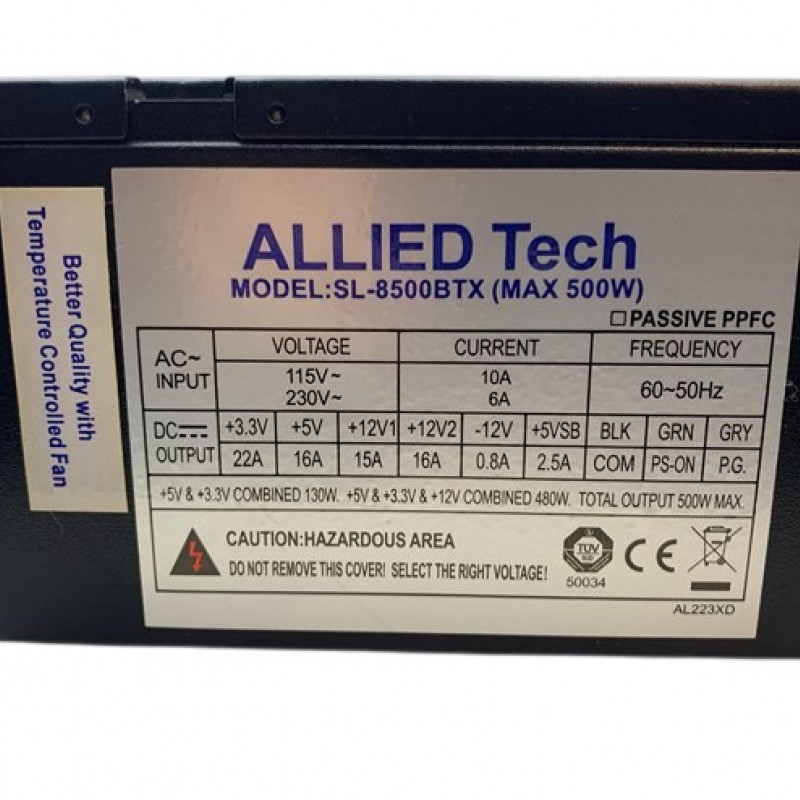 Better Quality with
Temperature Controlled Fan
ALLIED Tech
MODEL:SL-8500BTX (MAX 500W)
☐PASSIVE PPFC
AC~ INPUT VOLTAGE CURRENT FREQUENCY
115V~ 10A 60~50Hz
230V~ 6A
DC⎓ OUTPUT +3.3V +5V +12V1 +12V2 -12V +5VSB BLK GRN GRY
22A 16A 15A 16A 0.8A 2.5A COM PS-ON P.G.
+5V & +3.3V COMBINED 130W. +5V & +3.3V & +12V COMBINED 480W. TOTAL OUTPUT 500W MAX.
CAUTION:HAZARDOUS AREA
DO NOT REMOVE THIS COVER! SELECT THE RIGHT VOLTAGE!
TUV
50034
CE
AL223XD